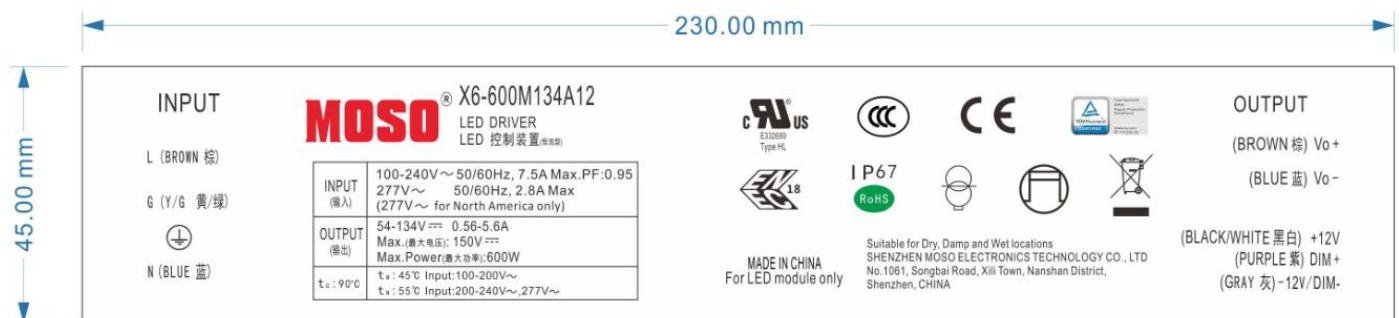 230.00 mm
45.00 mm
INPUT
L (BROWN 棕)
G (Y/G 黄/绿)
N (BLUE 蓝)
MOSO ® X6-600M134A12
LED DRIVER
LED 控制装置(恒流型)
INPUT
(输入)
100-240V～50/60Hz, 7.5A Max.PF:0.95
277V～ 50/60Hz, 2.8A Max
(277V～ for North America only)
OUTPUT
(输出)
54-134V⎓ 0.56-5.6A
Max.(最大电压): 150V⎓
Max.Power(最大功率):600W
tc: 90℃
ta: 45℃ Input:100-200V～
ta: 55℃ Input:200-240V～,277V～
c RU ® US
E332689
Type HL
CCC
CE
ENEC 18
IP67
RoHS
MADE IN CHINA
For LED module only
Suitable for Dry, Damp and Wet locations
SHENZHEN MOSO ELECTRONICS TECHNOLOGY CO., LTD
No.1061, Songbai Road, Xili Town, Nanshan District,
Shenzhen, CHINA
OUTPUT
(BROWN 棕) Vo +
(BLUE 蓝) Vo -
(BLACK/WHITE 黑白) +12V
(PURPLE 紫) DIM +
(GRAY 灰) -12V/DIM-